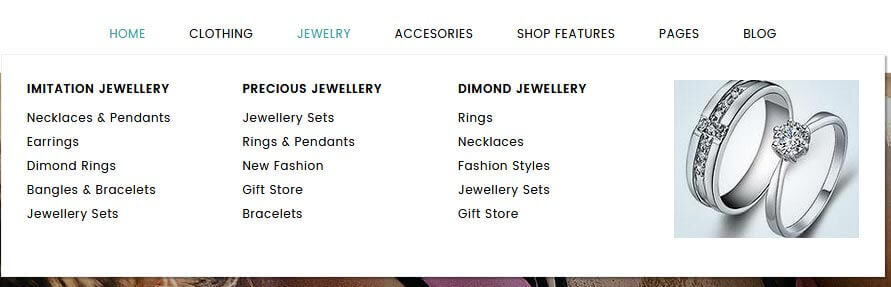 HOME CLOTHING JEWELRY ACCESORIES SHOP FEATURES PAGES BLOG
IMITATION JEWELLERY
Necklaces & Pendants
Earrings
Dimond Rings
Bangles & Bracelets
Jewellery Sets
PRECIOUS JEWELLERY
Jewellery Sets
Rings & Pendants
New Fashion
Gift Store
Bracelets
DIMOND JEWELLERY
Rings
Necklaces
Fashion Styles
Jewellery Sets
Gift Store